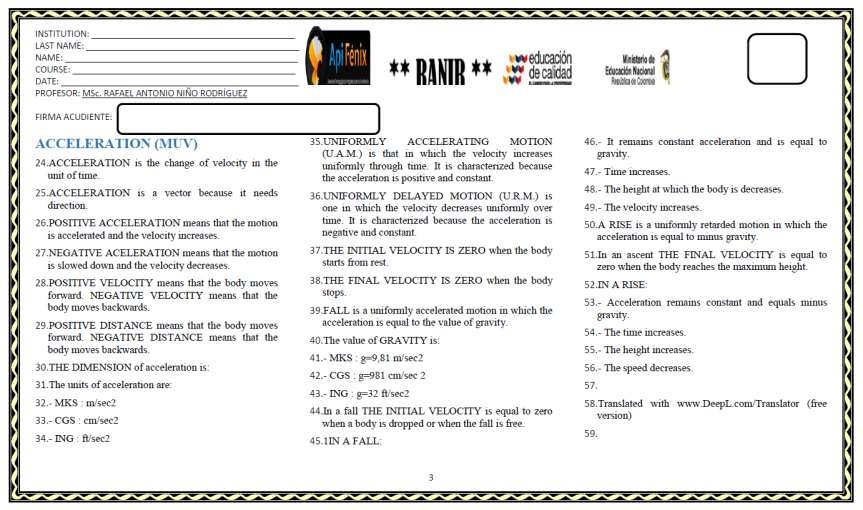 INSTITUTION:
LAST NAME:
NAME:
COURSE:
DATE:
PROFESOR: MSc. RAFAEL ANTONIO NIÑO RODRÍGUEZ
FIRMA ACUDIENTE:
Api Fénix
** RANIR **
educación
de calidad
Ministerio de
Educación Nacional
República de Colombia
ACCELERATION (MUV)
24.ACCELERATION is the change of velocity in the
unit of time.
25.ACCELERATION is a vector because it needs
direction.
26.POSITIVE ACCELERATION means that the motion
is accelerated and the velocity increases.
27.NEGATIVE ACELERATION means that the motion
is slowed down and the velocity decreases.
28.POSITIVE VELOCITY means that the body moves
forward. NEGATIVE VELOCITY means that the
body moves backwards.
29.POSITIVE DISTANCE means that the body moves
forward. NEGATIVE DISTANCE means that the
body moves backwards.
30.THE DIMENSION of acceleration is:
31.The units of acceleration are:
32.- MKS : m/sec2
33.- CGS : cm/sec2
34.- ING : ft/sec2
35.UNIFORMLY ACCELERATING MOTION
(U.A.M.) is that in which the velocity increases
uniformly through time. It is characterized because
the acceleration is positive and constant.
36.UNIFORMLY DELAYED MOTION (U.R.M.) is
one in which the velocity decreases uniformly over
time. It is characterized because the acceleration is
negative and constant.
37.THE INITIAL VELOCITY IS ZERO when the body
starts from rest.
38.THE FINAL VELOCITY IS ZERO when the body
stops.
39.FALL is a uniformly accelerated motion in which the
acceleration is equal to the value of gravity.
40.The value of GRAVITY is:
41.- MKS : g=9,81 m/sec2
42.- CGS : g=981 cm/sec 2
43.- ING : g=32 ft/sec2
44.In a fall THE INITIAL VELOCITY is equal to zero
when a body is dropped or when the fall is free.
45.1IN A FALL:
46.- It remains constant acceleration and is equal to
gravity.
47.- Time increases.
48.- The height at which the body is decreases.
49.- The velocity increases.
50.A RISE is a uniformly retarded motion in which the
acceleration is equal to minus gravity.
51.In an ascent THE FINAL VELOCITY is equal to
zero when the body reaches the maximum height.
52.IN A RISE:
53.- Acceleration remains constant and equals minus
gravity.
54.- The time increases.
55.- The height increases.
56.- The speed decreases.
57.
58.Translated with www.DeepL.com/Translator (free
version)
59.
3